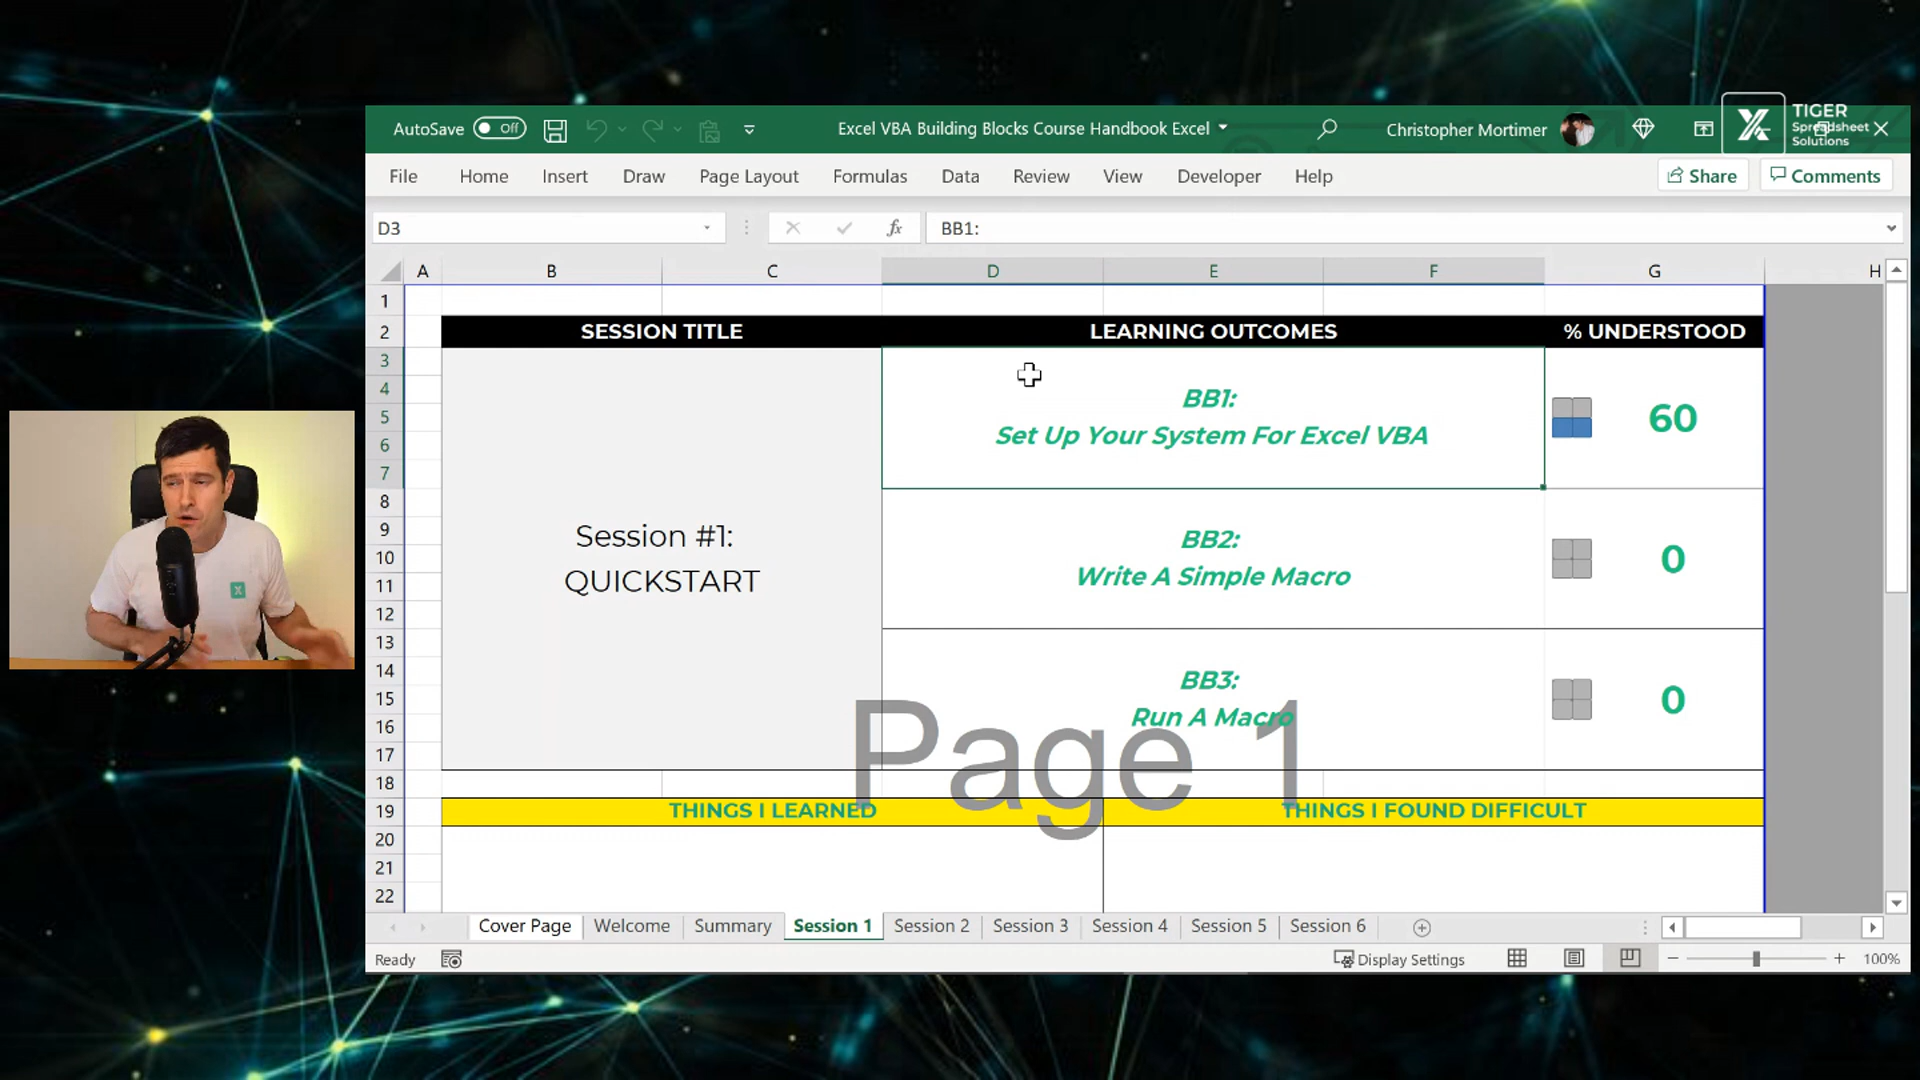 TIGER
Spreadsheet
Solutions
AutoSave Off
Excel VBA Building Blocks Course Handbook Excel
Christopher Mortimer
File Home Insert Draw Page Layout Formulas Data Review View Developer Help Share Comments
D3 fx BB1:
A B C D E F G H
1
2 SESSION TITLE LEARNING OUTCOMES % UNDERSTOOD
3
4 BB1:
5 60
6 Set Up Your System For Excel VBA
7
8
9 Session #1: BB2:
10 0
11 QUICKSTART Write A Simple Macro
12
13
14 BB3:
15 0
16 Run A Macro
17
Page 1
18
19 THINGS I LEARNED THINGS I FOUND DIFFICULT
20
21
22
Cover Page Welcome Summary Session 1 Session 2 Session 3 Session 4 Session 5 Session 6
Ready Display Settings 100%